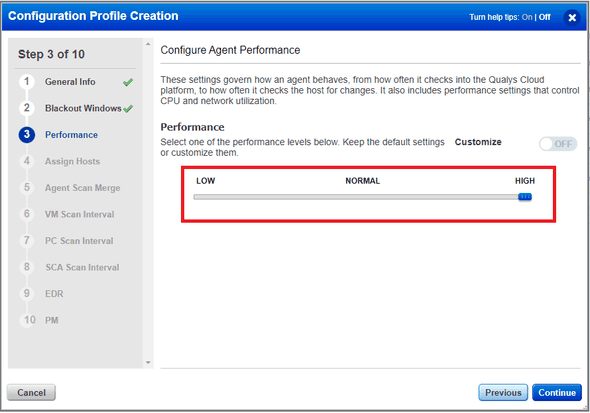 Configuration Profile Creation
Turn help tips: On | Off
Step 3 of 10
1 General Info
2 Blackout Windows
3 Performance
4 Assign Hosts
5 Agent Scan Merge
6 VM Scan Interval
7 PC Scan Interval
8 SCA Scan Interval
9 EDR
10 PM
Configure Agent Performance
These settings govern how an agent behaves, from how often it checks into the Qualys Cloud
platform, to how often it checks the host for changes. It also includes performance settings that control
CPU and network utilization.
Performance
Select one of the performance levels below. Keep the default settings
or customize them.
Customize
OFF
LOW NORMAL HIGH
Cancel
Previous
Continue